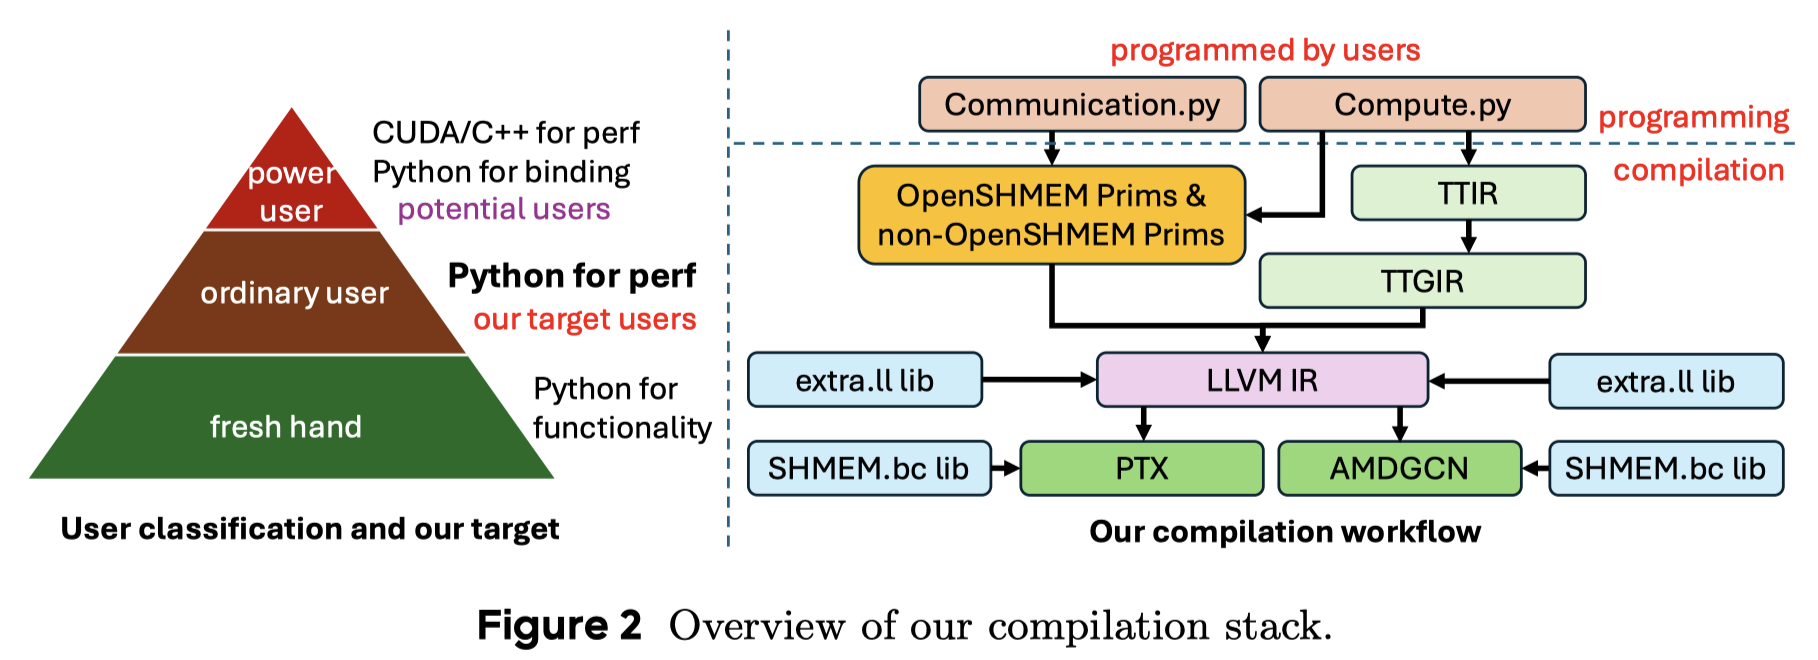 power
user
CUDA/C++ for perf
Python for binding
potential users
ordinary user
Python for perf
our target users
fresh hand
Python for
functionality
User classification and our target
programmed by users
Communication.py
Compute.py
programming
compilation
OpenSHMEM Prims &
non-OpenSHMEM Prims
TTIR
TTGIR
extra.ll lib
LLVM IR
extra.ll lib
SHMEM.bc lib
PTX
AMDGCN
SHMEM.bc lib
Our compilation workflow
Figure 2 Overview of our compilation stack.